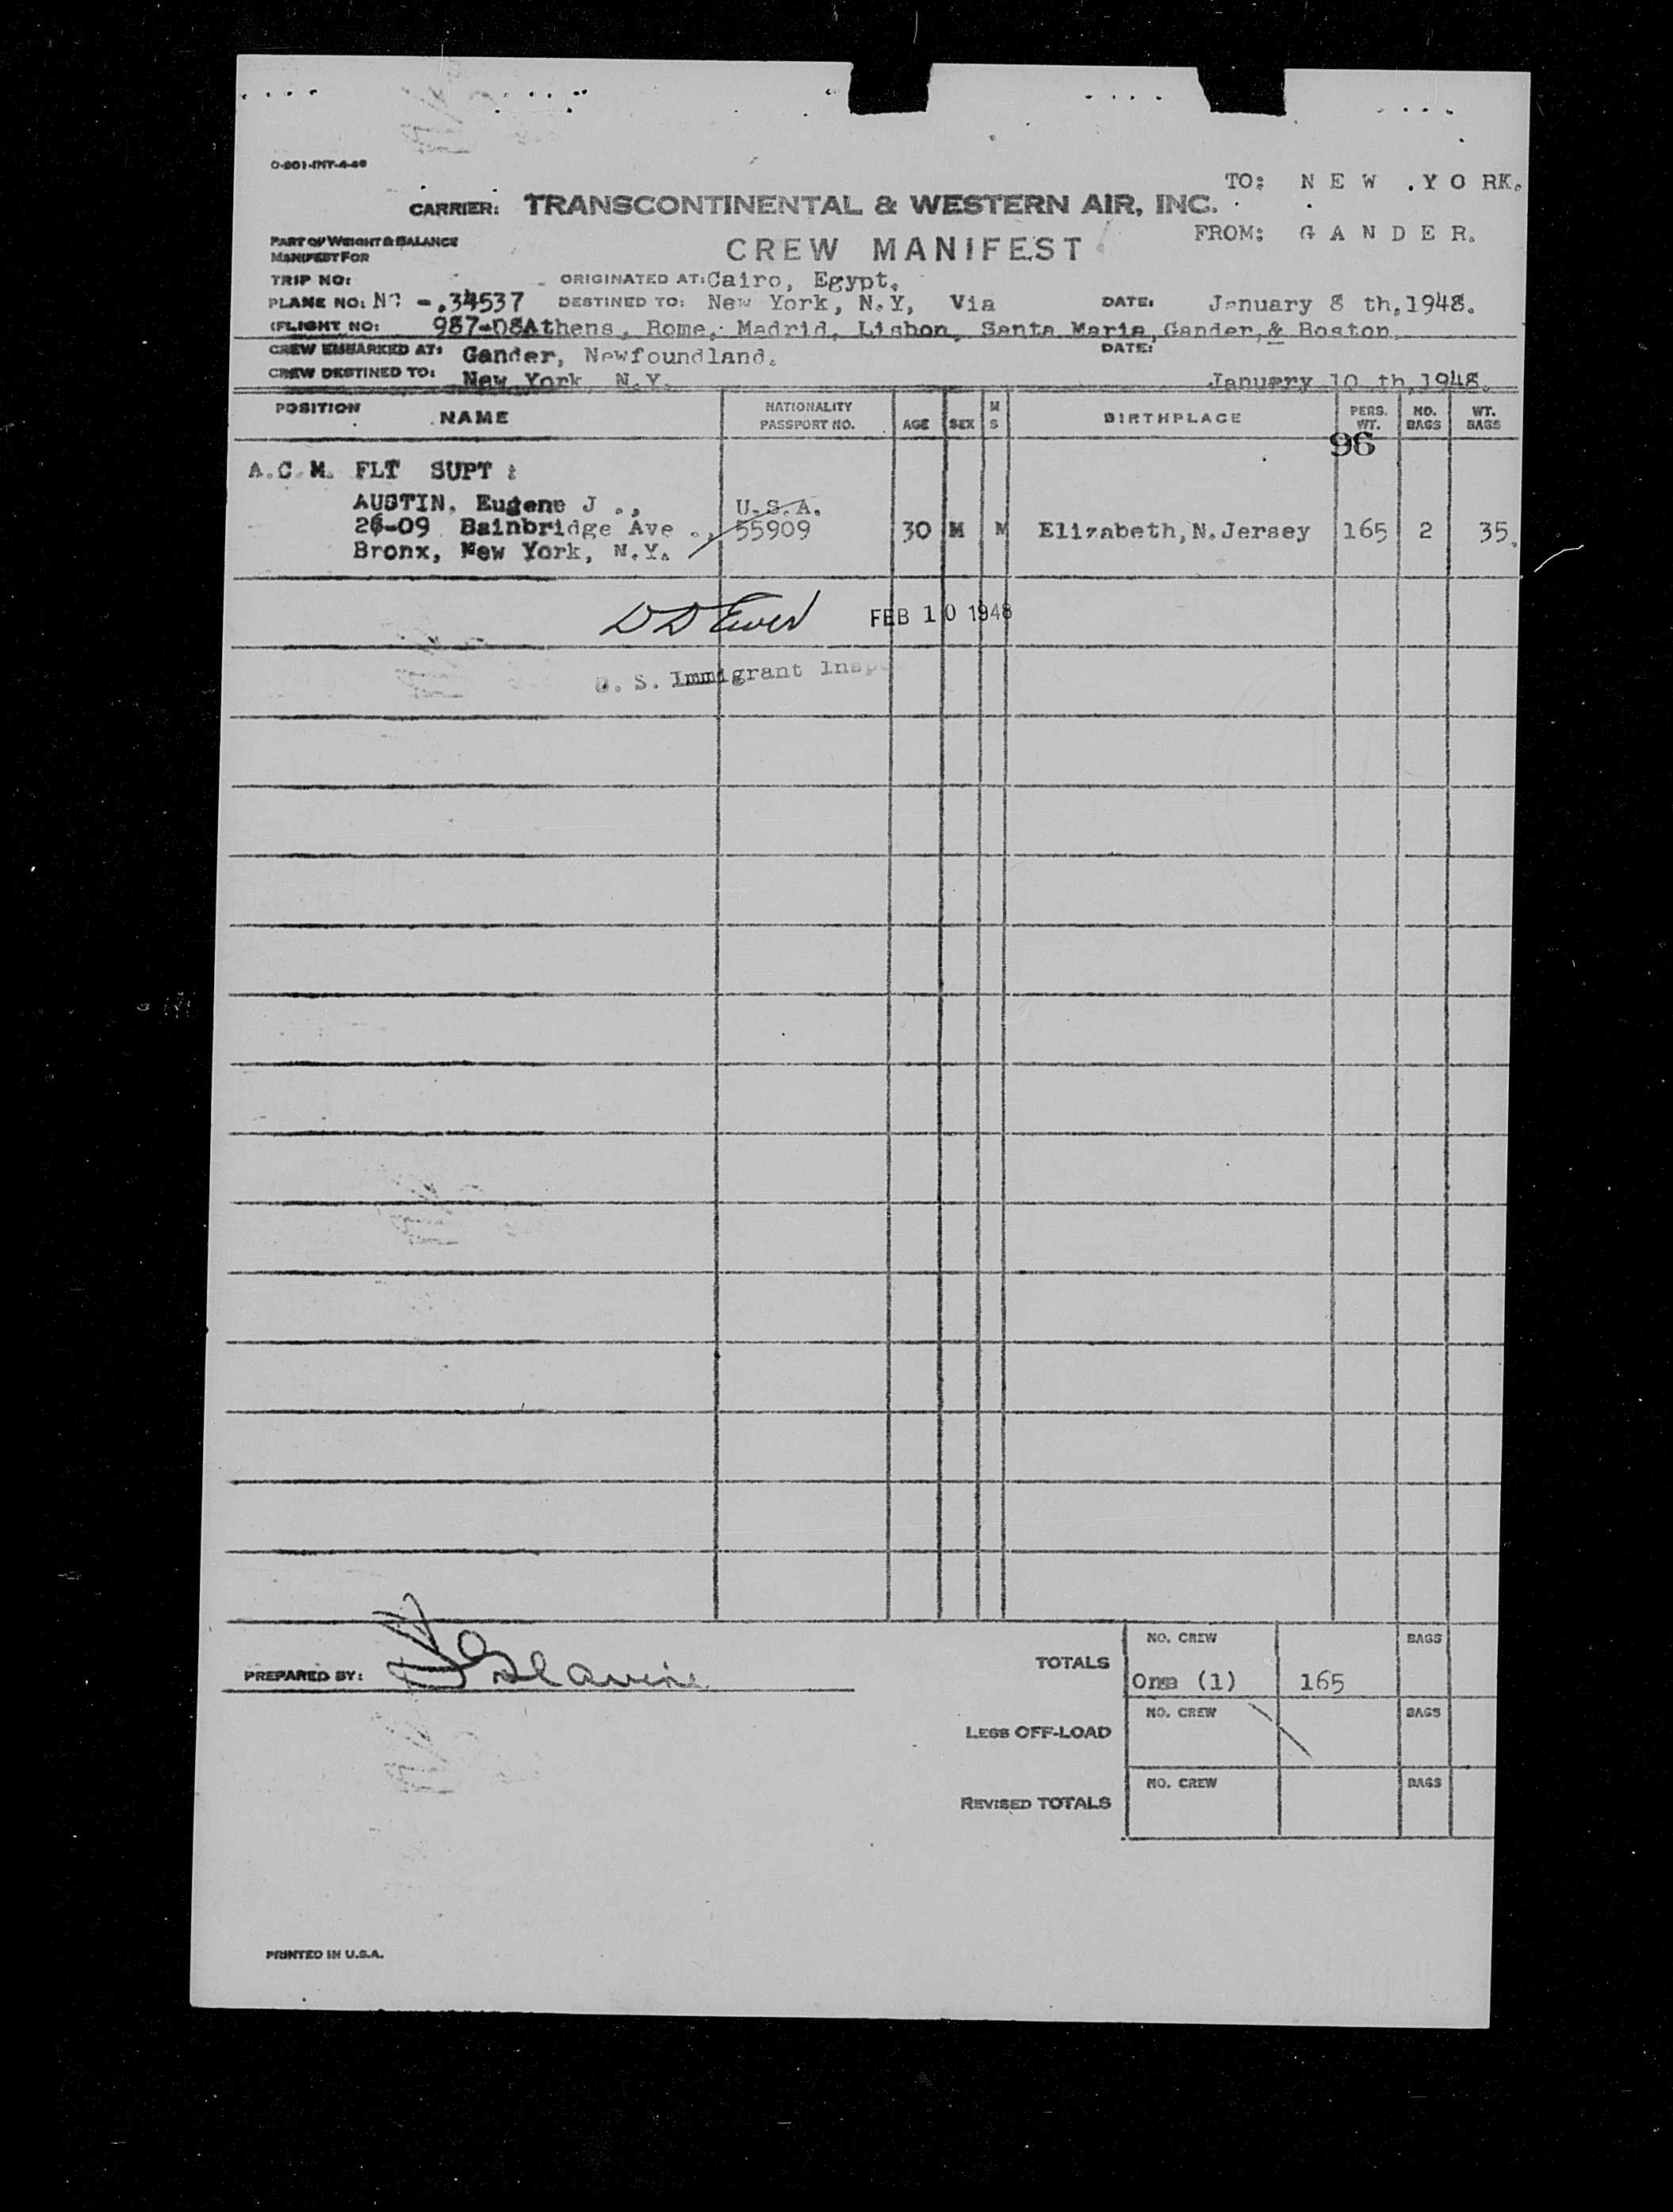 O-801-INT-4-46
TO: N E W . Y O RK.
CARRIER: TRANSCONTINENTAL & WESTERN AIR, INC.
FROM: G A N D E R.
PART OF WEIGHT & BALANCE
MANIFEST FOR
CREW MANIFEST
TRIP NO: ORIGINATED AT: Cairo, Egypt.
PLANE NO: NC -.34537 DESTINED TO: New York, N.Y, Via DATE: January 8 th,1948.
FLIGHT NO: 987-08 Athens, Rome, Madrid, Lisbon, Santa Maria, Gander, & Boston.
CREW EMBARKED AT: Gander, Newfoundland. DATE:
CREW DESTINED TO: New York, N.Y. January 10 th,1948.
POSITION NAME NATIONALITY PASSPORT NO. AGE SEX M S BIRTHPLACE PERS. WT. NO. BAGS WT. BAGS
96
A.C.M. FLT SUPT :
AUSTIN, Eugene J ., U.S.A.
26-09 Bainbridge Ave ., 55909 30 M M Elizabeth, N.Jersey 165 2 35.
Bronx, New York, N.Y.
FEB 10 1948
U. S. Immigrant Insp
PREPARED BY:
TOTALS NO. CREW BAGS
One (1) 165
LESS OFF-LOAD NO. CREW BAGS
REVISED TOTALS NO. CREW BAGS
PRINTED IN U.S.A.